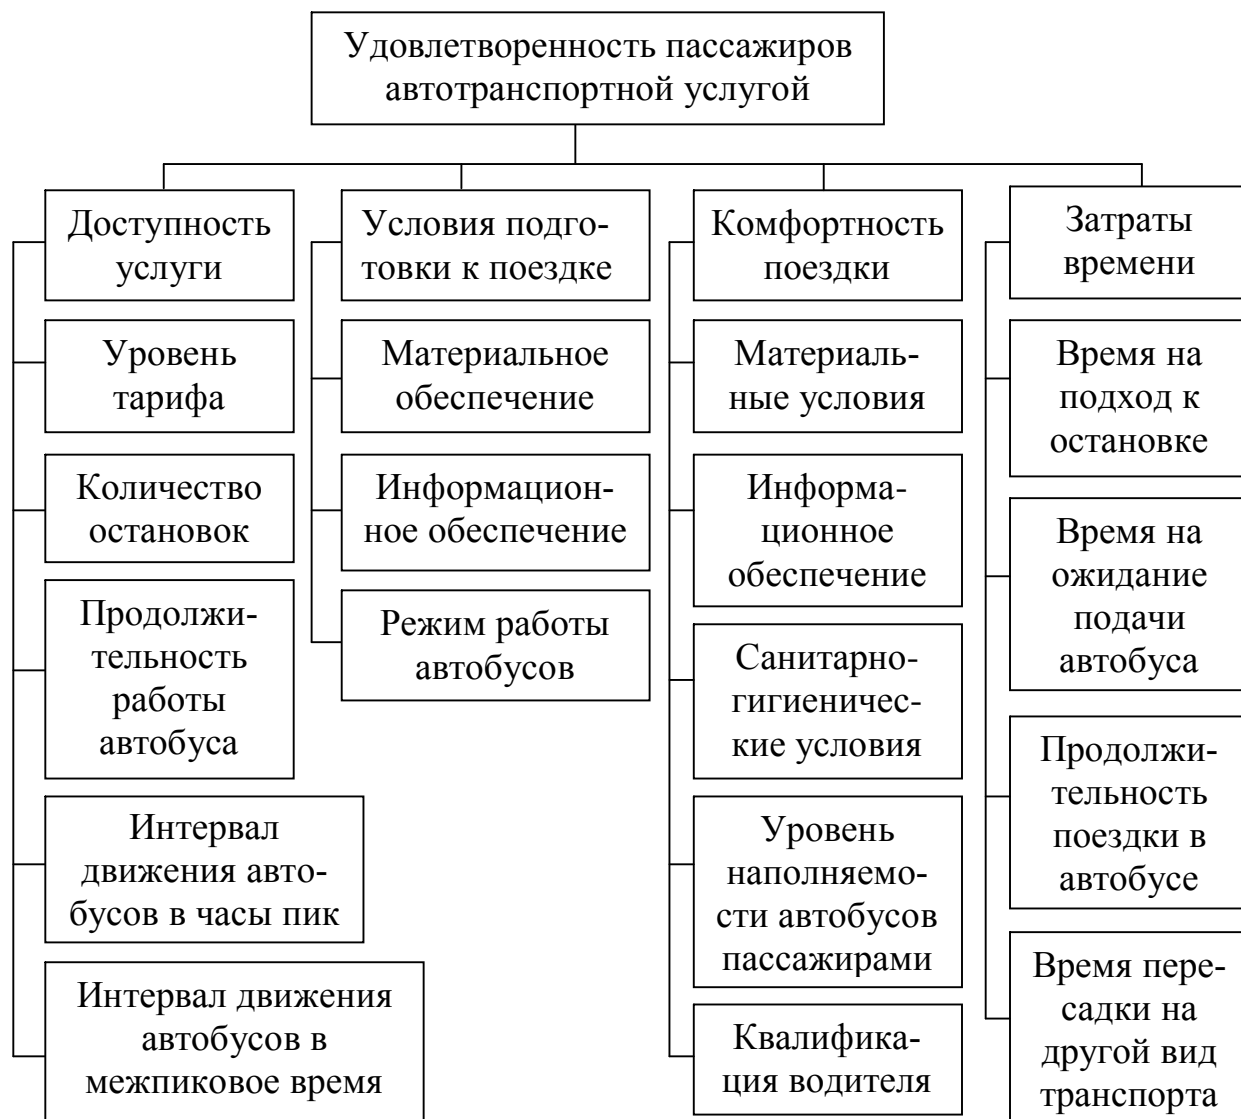 Удовлетворенность пассажиров
автотранспортной услугой
Доступность
услуги
Уровень
тарифа
Количество
остановок
Продолжи-
тельность
работы
автобуса
Интервал
движения авто-
бусов в часы пик
Интервал движения
автобусов в
межпиковое время
Условия подго-
товки к поездке
Материальное
обеспечение
Информацион-
ное обеспечение
Режим работы
автобусов
Комфортность
поездки
Материаль-
ные условия
Информа-
ционное
обеспечение
Санитарно-
гигиеничес-
кие условия
Уровень
наполняемо-
сти автобусов
пассажирами
Квалифика-
ция водителя
Затраты
времени
Время на
подход к
остановке
Время на
ожидание
подачи
автобуса
Продолжи-
тельность
поездки в
автобусе
Время пере-
садки на
другой вид
транспорта